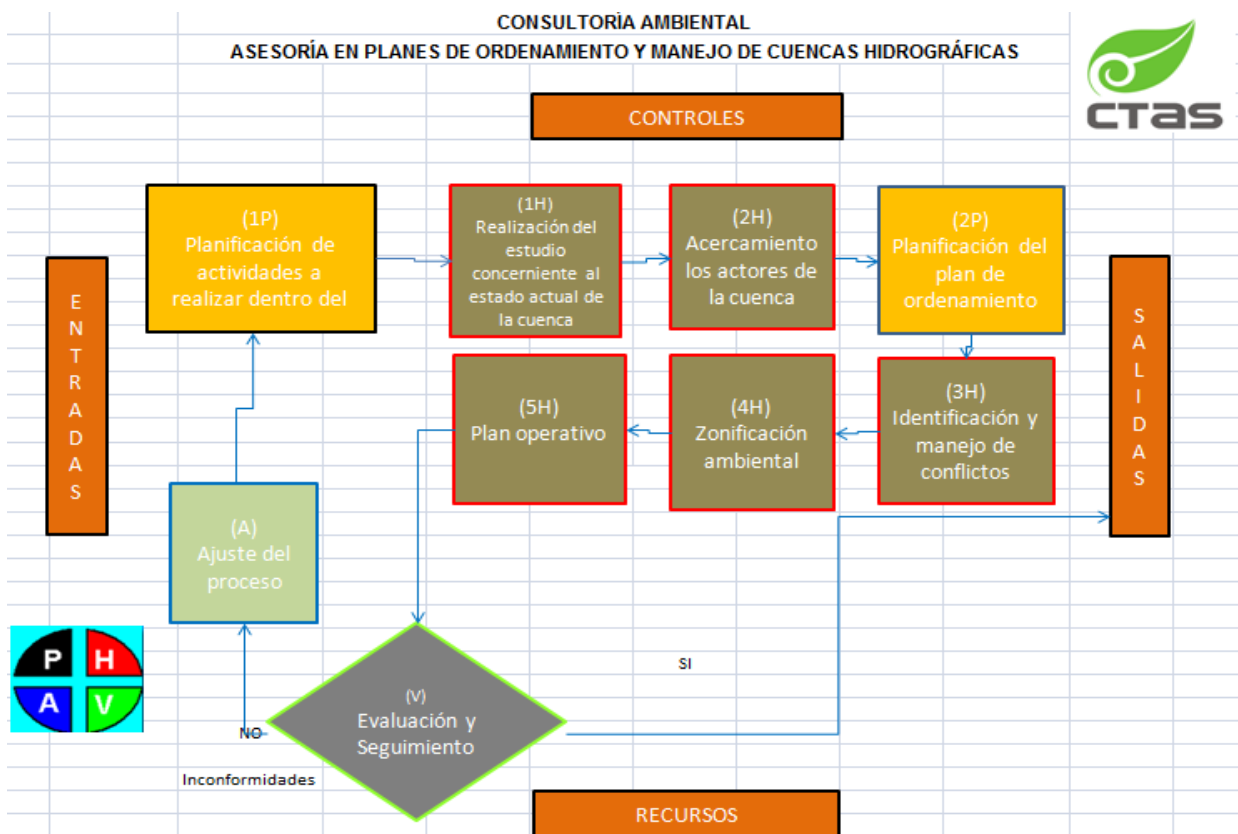 CONSULTORÍA AMBIENTAL
ASESORÍA EN PLANES DE ORDENAMIENTO Y MANEJO DE CUENCAS HIDROGRÁFICAS
CTas
CONTROLES
E
N
T
R
A
D
A
S
(1P)
Planificación de
actividades a
realizar dentro del
(1H)
Realización del
estudio
concerniente al
estado actual de
la cuenca
(2H)
Acercamiento
los actores de
la cuenca
(2P)
Planificación del
plan de
ordenamiento
S
A
L
I
D
A
S
(3H)
Identificación y
manejo de
conflictos
(4H)
Zonificación
ambiental
(5H)
Plan operativo
(A)
Ajuste del
proceso
P H
A V
(V)
Evaluación y
Seguimiento
SI
NO
Inconformidades
RECURSOS